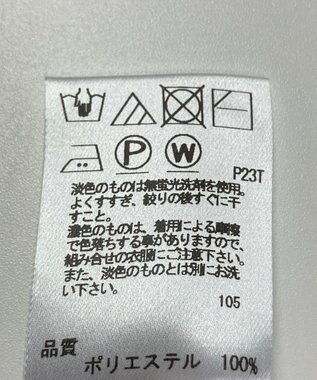 P W
P23T
淡色のものは無蛍光洗剤を使用。
よくすすぎ、絞りの後すぐに干
すこと。
濃色のものは、着用による摩擦
で色落ちする事がありますので、
組み合せの衣服にご注意下さい。
また、淡色のものとは別にお洗
い下さい。
105
品質
ポリエステル 100%